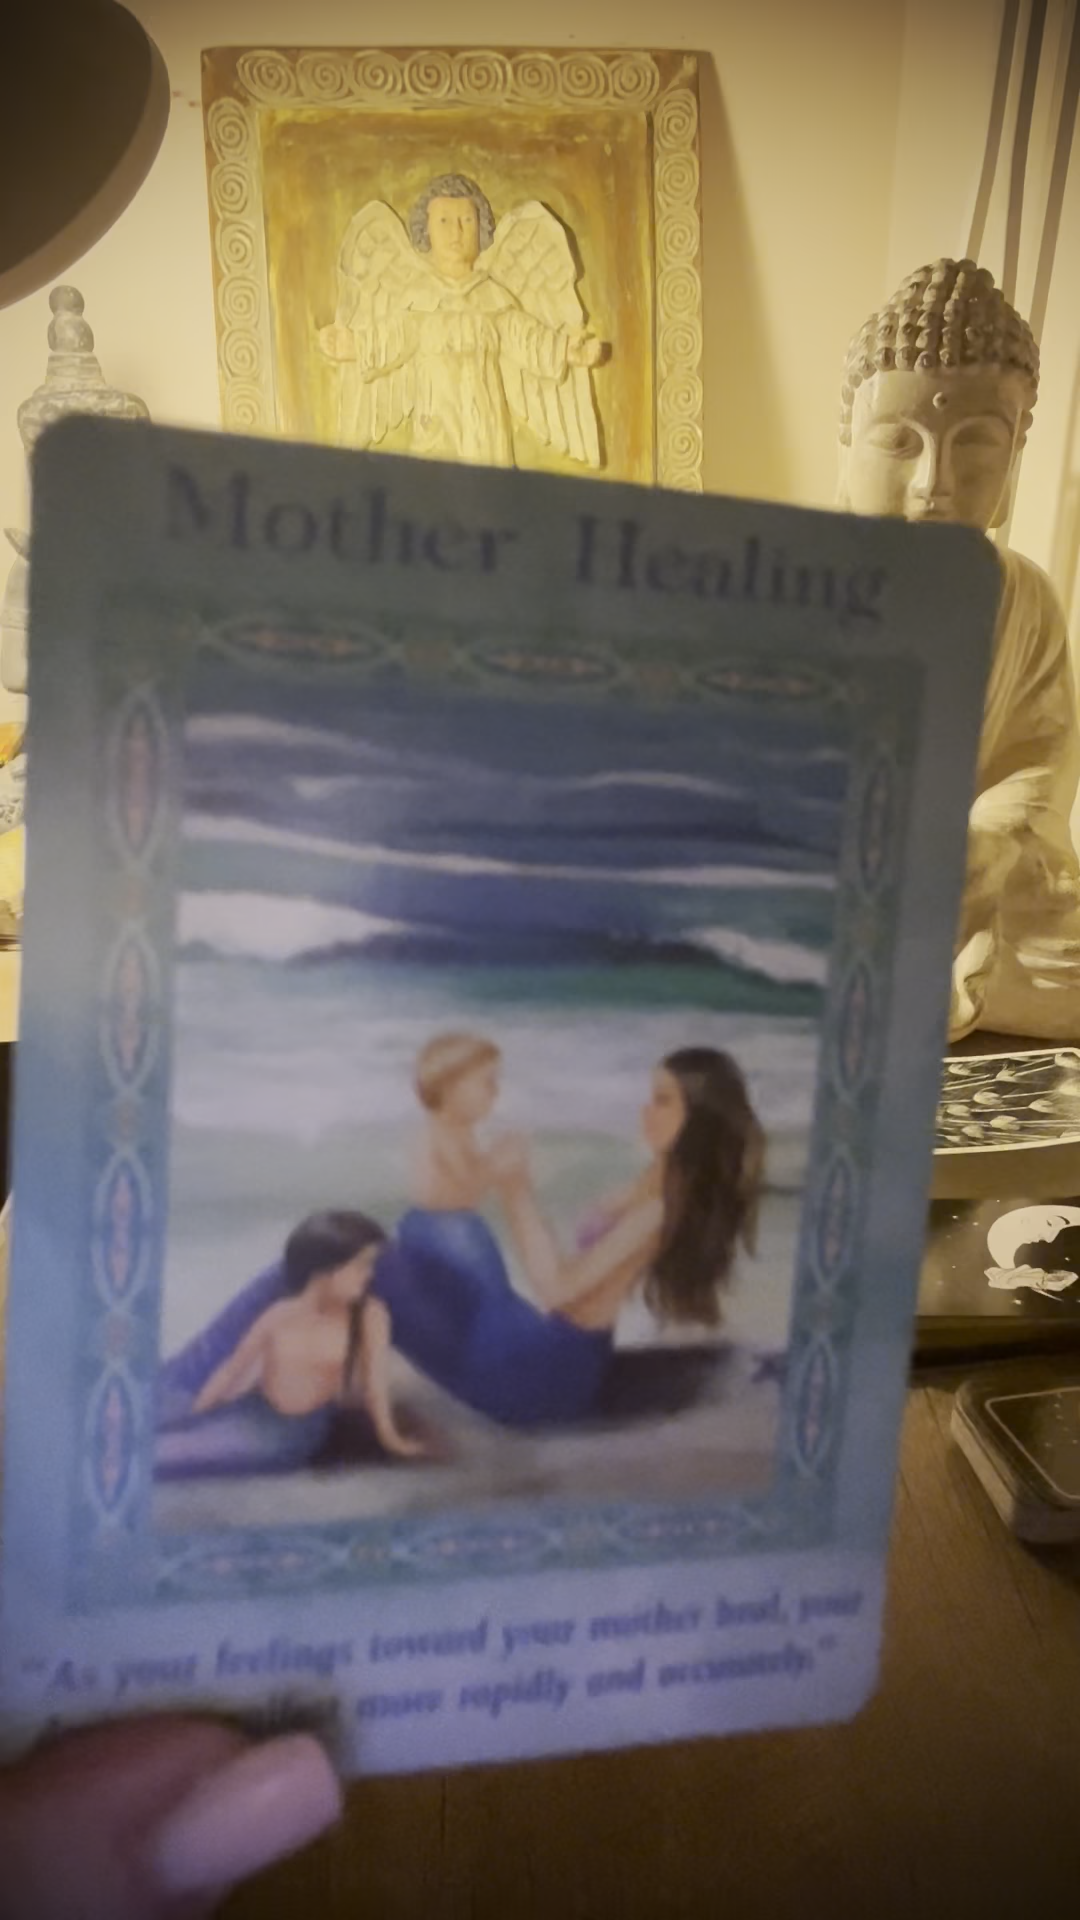 Mother Healing
"As your feelings toward your mother heal, your
more rapidly and accurately."